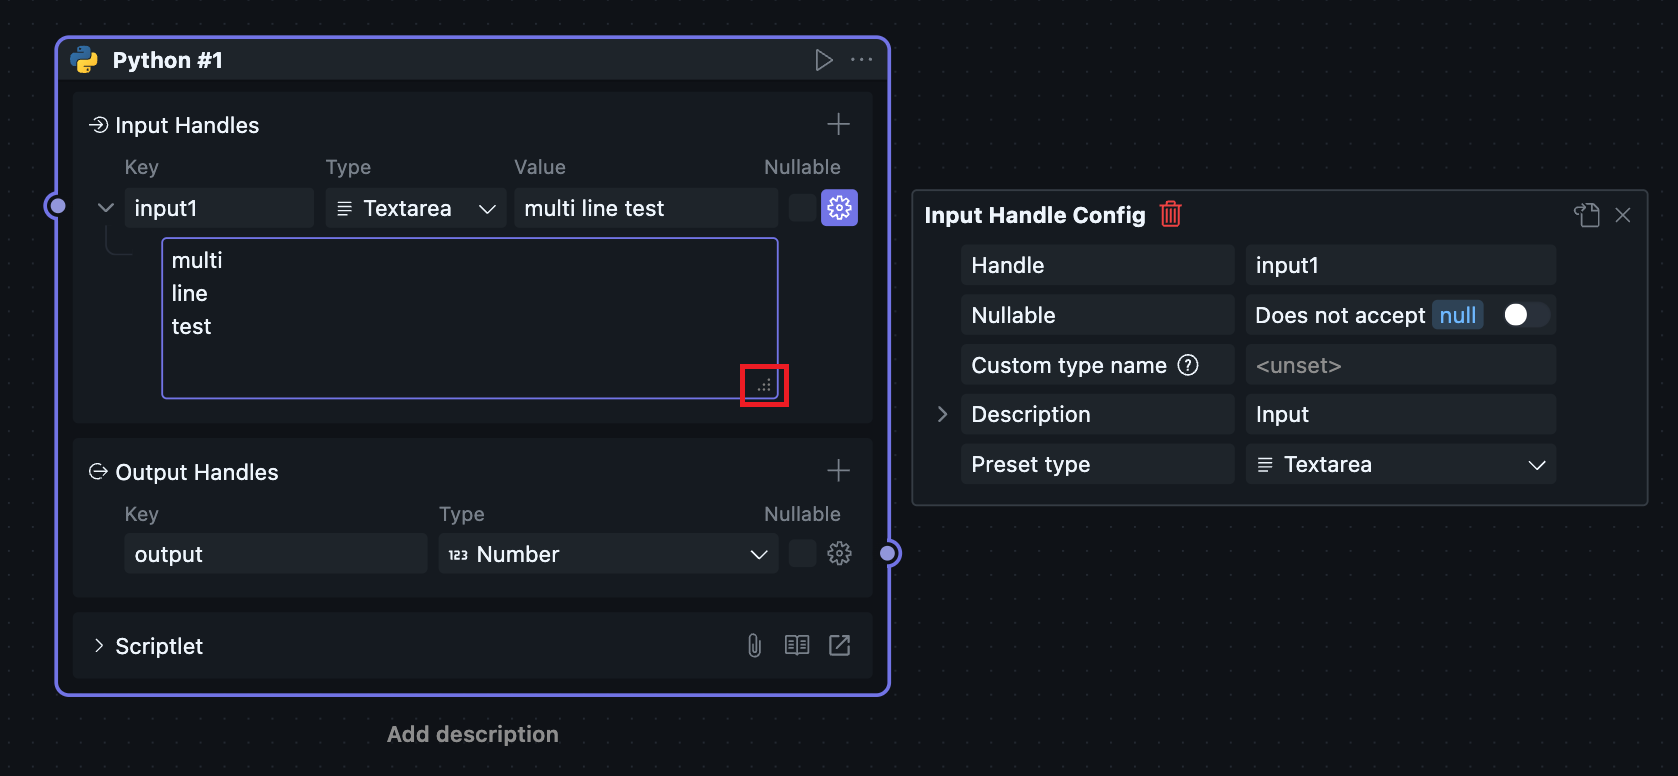 Python #1
Input Handles
Key Type Value Nullable
input1 Textarea multi line test
multi
line
test
Output Handles
Key Type Nullable
output 123 Number
Scriptlet
Add description
Input Handle Config
Handle input1
Nullable Does not accept null
Custom type name ? <unset>
Description Input
Preset type Textarea